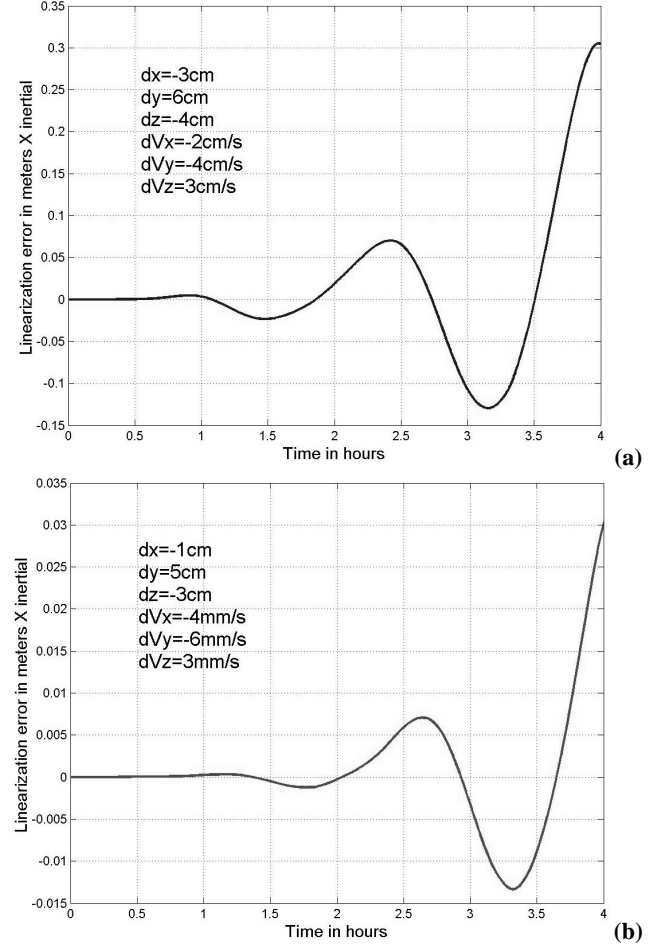 0.35
0.3
0.25
0.2
0.15
0.1
0.05
0
-0.05
-0.1
-0.15
Linearization error in meters X inertial
dx=-3cm
dy=6cm
dz=-4cm
dVx=-2cm/s
dVy=-4cm/s
dVz=3cm/s
0 0.5 1 1.5 2 2.5 3 3.5 4
Time in hours
(a)
0.035
0.03
0.025
0.02
0.015
0.01
0.005
0
-0.005
-0.01
-0.015
Linearization error in meters X inertial
dx=-1cm
dy=5cm
dz=-3cm
dVx=-4mm/s
dVy=-6mm/s
dVz=3mm/s
0 0.5 1 1.5 2 2.5 3 3.5 4
Time in hours
(b)